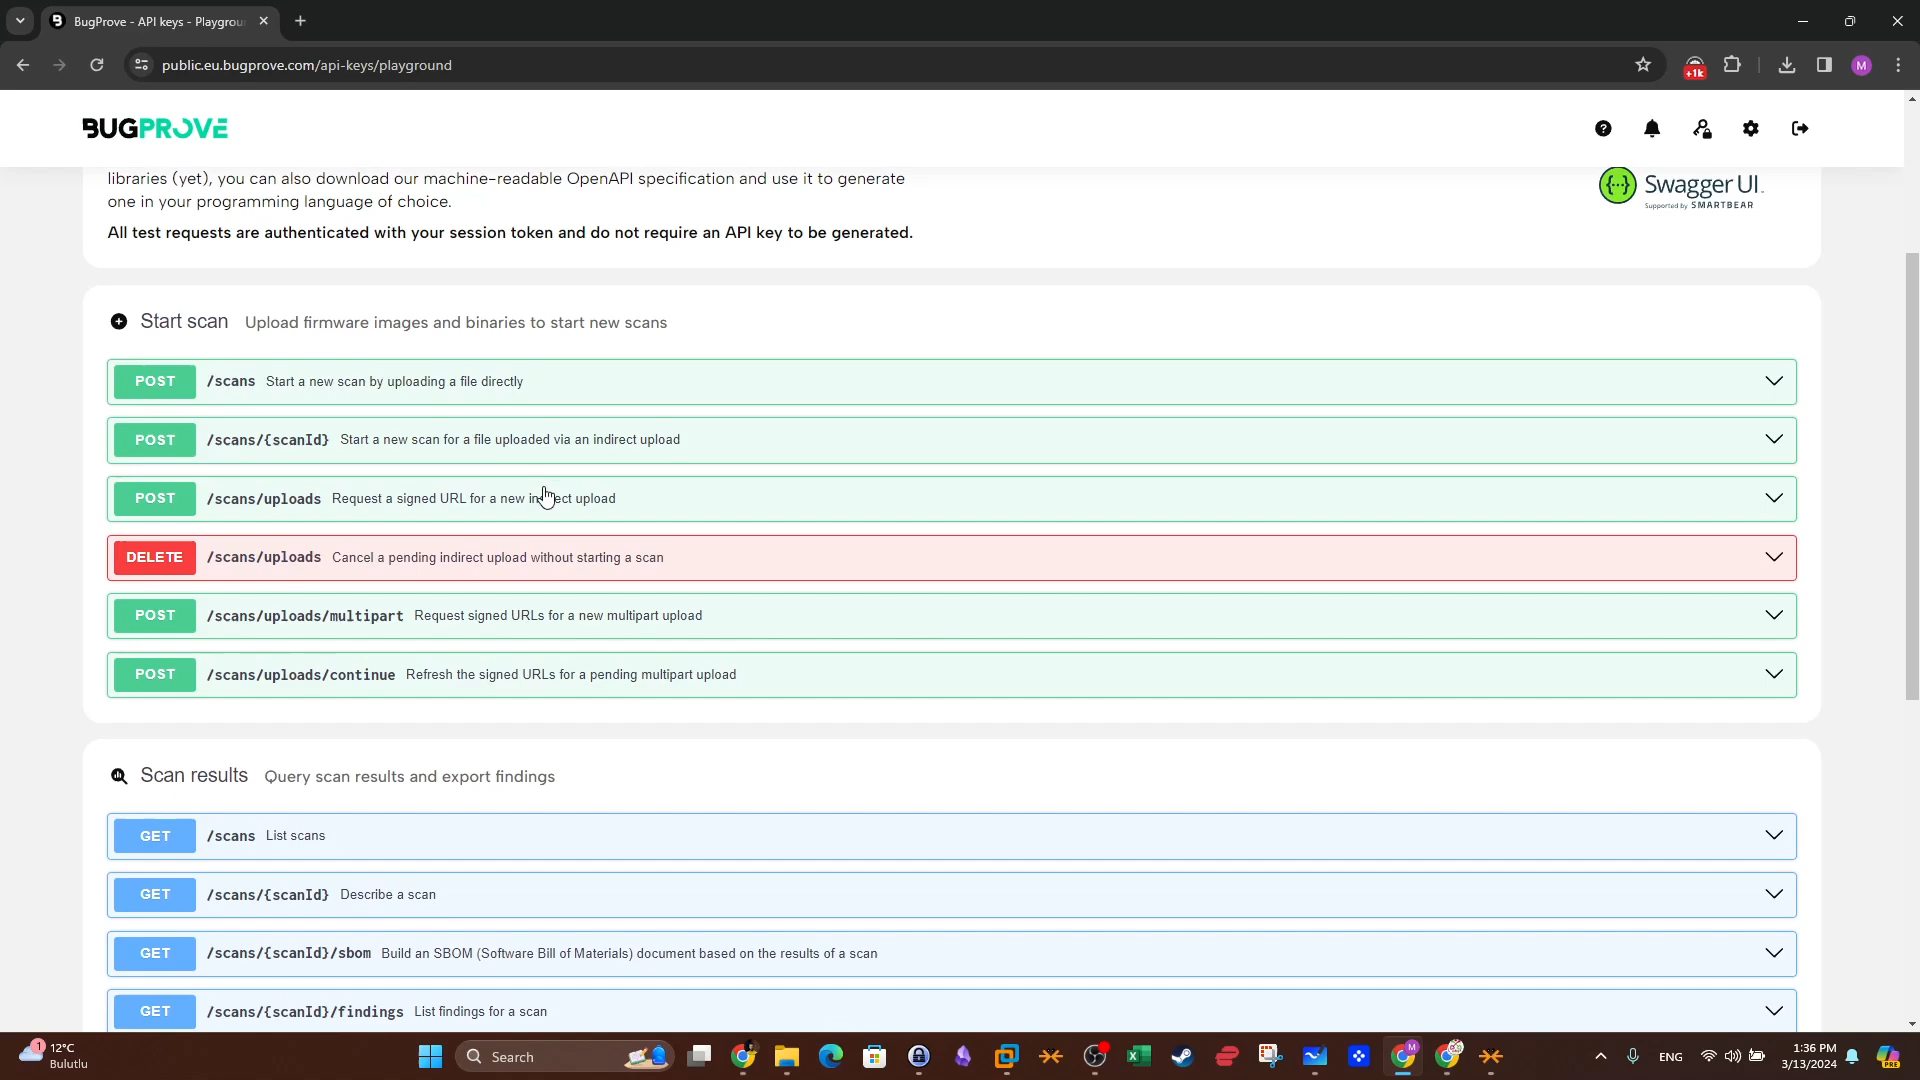 BugProve - API keys - Playgrou
public.eu.bugprove.com/api-keys/playground
+1k
M
BUGPROVE
libraries (yet), you can also download our machine-readable OpenAPI specification and use it to generate
one in your programming language of choice.
All test requests are authenticated with your session token and do not require an API key to be generated.
Swagger UI
Supported by SMARTBEAR
Start scan Upload firmware images and binaries to start new scans
POST /scans Start a new scan by uploading a file directly
POST /scans/{scanId} Start a new scan for a file uploaded via an indirect upload
POST /scans/uploads Request a signed URL for a new in ect upload
DELETE /scans/uploads Cancel a pending indirect upload without starting a scan
POST /scans/uploads/multipart Request signed URLs for a new multipart upload
POST /scans/uploads/continue Refresh the signed URLs for a pending multipart upload
Scan results Query scan results and export findings
GET /scans List scans
GET /scans/{scanId} Describe a scan
GET /scans/{scanId}/sbom Build an SBOM (Software Bill of Materials) document based on the results of a scan
GET /scans/{scanId}/findings List findings for a scan
1
12°C
Bulutlu
Search
M
ENG
1:36 PM
3/13/2024
PRE